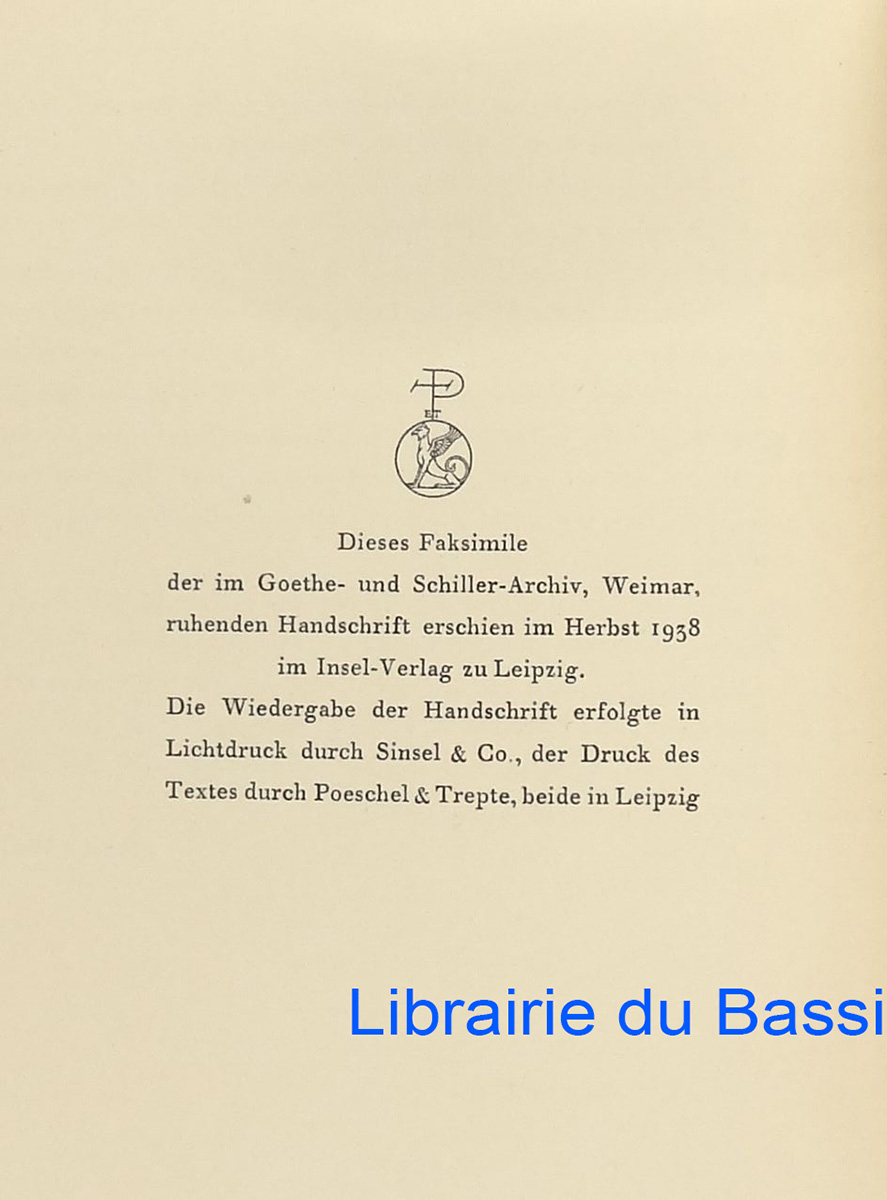 P
ET
Dieses Faksimile
der im Goethe- und Schiller-Archiv, Weimar,
ruhenden Handschrift erschien im Herbst 1938
im Insel-Verlag zu Leipzig.
Die Wiedergabe der Handschrift erfolgte in
Lichtdruck durch Sinsel & Co., der Druck des
Textes durch Poeschel & Trepte, beide in Leipzig
Librairie du Bassi